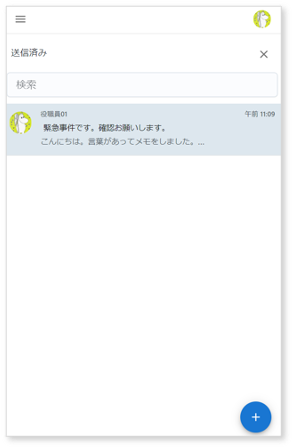 送信済み
検索
役職員01
午前 11:09
緊急事件です。確認お願いします。
こんにちは。言葉があってメモをしました。...